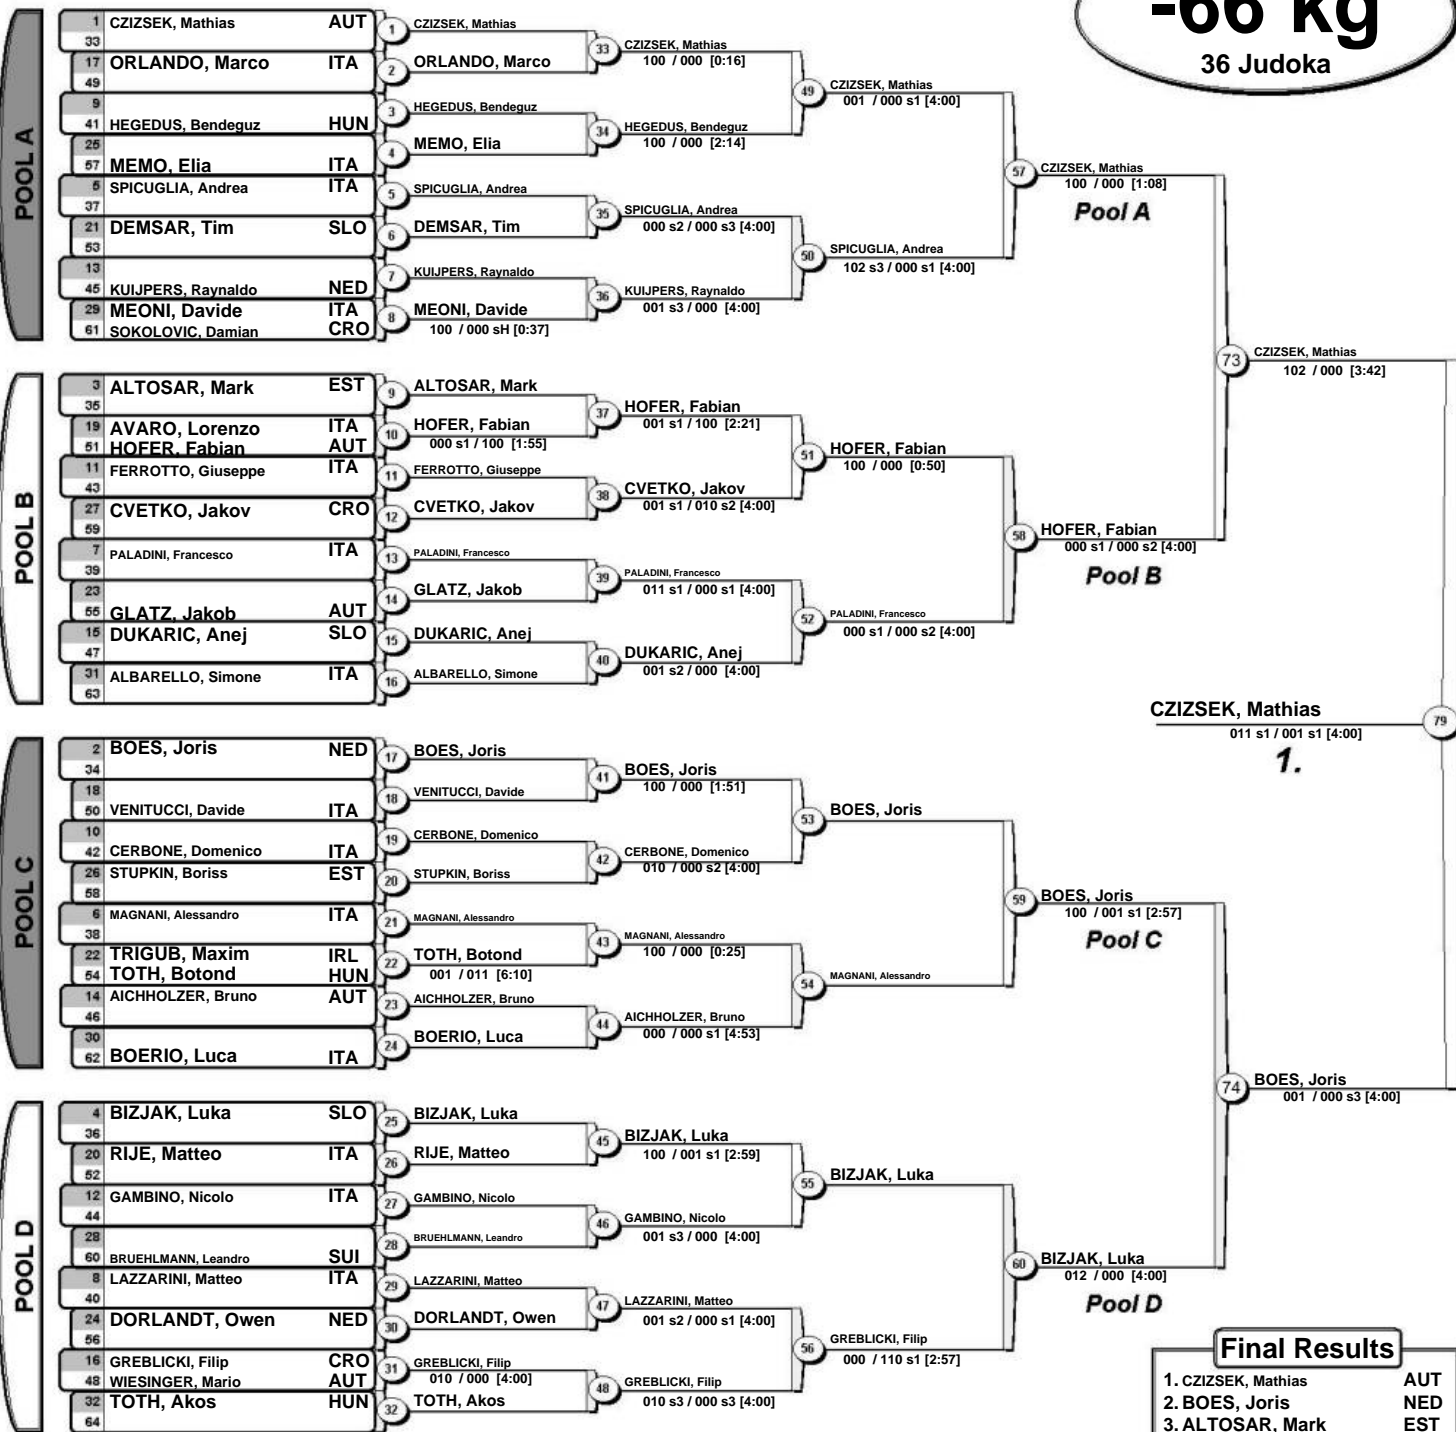 -66 kg
36 Judoka
POOL A
1 CZIZSEK, Mathias AUT
33
17 ORLANDO, Marco ITA
49
9
41 HEGEDUS, Bendeguz HUN
25
57 MEMO, Elia ITA
5 SPICUGLIA, Andrea ITA
37
21 DEMSAR, Tim SLO
53
13
45 KUIJPERS, Raynaldo NED
29 MEONI, Davide ITA
61 SOKOLOVIC, Damian CRO
1 CZIZSEK, Mathias
2 ORLANDO, Marco
3 HEGEDUS, Bendeguz
4 MEMO, Elia
5 SPICUGLIA, Andrea
6 DEMSAR, Tim
7 KUIJPERS, Raynaldo
8 MEONI, Davide
100 / 000 sH [0:37]
33 CZIZSEK, Mathias
100 / 000 [0:16]
34 HEGEDUS, Bendeguz
100 / 000 [2:14]
35 SPICUGLIA, Andrea
000 s2 / 000 s3 [4:00]
36 KUIJPERS, Raynaldo
001 s3 / 000 [4:00]
49 CZIZSEK, Mathias
001 / 000 s1 [4:00]
50 SPICUGLIA, Andrea
102 s3 / 000 s1 [4:00]
57 CZIZSEK, Mathias
100 / 000 [1:08]
Pool A
POOL B
3 ALTOSAR, Mark EST
35
19 AVARO, Lorenzo ITA
51 HOFER, Fabian AUT
11 FERROTTO, Giuseppe ITA
43
27 CVETKO, Jakov CRO
59
7 PALADINI, Francesco ITA
39
23
55 GLATZ, Jakob AUT
15 DUKARIC, Anej SLO
47
31 ALBARELLO, Simone ITA
63
9 ALTOSAR, Mark
10 HOFER, Fabian
000 s1 / 100 [1:55]
11 FERROTTO, Giuseppe
12 CVETKO, Jakov
13 PALADINI, Francesco
14 GLATZ, Jakob
15 DUKARIC, Anej
16 ALBARELLO, Simone
37 HOFER, Fabian
001 s1 / 100 [2:21]
38 CVETKO, Jakov
001 s1 / 010 s2 [4:00]
39 PALADINI, Francesco
011 s1 / 000 s1 [4:00]
40 DUKARIC, Anej
001 s2 / 000 [4:00]
51 HOFER, Fabian
100 / 000 [0:50]
52 PALADINI, Francesco
000 s1 / 000 s2 [4:00]
58 HOFER, Fabian
000 s1 / 000 s2 [4:00]
Pool B
73 CZIZSEK, Mathias
102 / 000 [3:42]
CZIZSEK, Mathias 79
011 s1 / 001 s1 [4:00]
1.
POOL C
2 BOES, Joris NED
34
18
50 VENITUCCI, Davide ITA
10
42 CERBONE, Domenico ITA
26 STUPKIN, Boriss EST
58
6 MAGNANI, Alessandro ITA
38
22 TRIGUB, Maxim IRL
54 TOTH, Botond HUN
14 AICHHOLZER, Bruno AUT
46
30
62 BOERIO, Luca ITA
17 BOES, Joris
18 VENITUCCI, Davide
19 CERBONE, Domenico
20 STUPKIN, Boriss
21 MAGNANI, Alessandro
22 TOTH, Botond
001 / 011 [6:10]
23 AICHHOLZER, Bruno
24 BOERIO, Luca
41 BOES, Joris
100 / 000 [1:51]
42 CERBONE, Domenico
010 / 000 s2 [4:00]
43 MAGNANI, Alessandro
100 / 000 [0:25]
44 AICHHOLZER, Bruno
000 / 000 s1 [4:53]
53 BOES, Joris
54 MAGNANI, Alessandro
59 BOES, Joris
100 / 001 s1 [2:57]
Pool C
POOL D
4 BIZJAK, Luka SLO
36
20 RIJE, Matteo ITA
52
12 GAMBINO, Nicolo ITA
44
28
60 BRUEHLMANN, Leandro SUI
8 LAZZARINI, Matteo ITA
40
24 DORLANDT, Owen NED
56
16 GREBLICKI, Filip CRO
48 WIESINGER, Mario AUT
32 TOTH, Akos HUN
64
25 BIZJAK, Luka
26 RIJE, Matteo
27 GAMBINO, Nicolo
28 BRUEHLMANN, Leandro
29 LAZZARINI, Matteo
30 DORLANDT, Owen
31 GREBLICKI, Filip
010 / 000 [4:00]
32 TOTH, Akos
45 BIZJAK, Luka
100 / 001 s1 [2:59]
46 GAMBINO, Nicolo
001 s3 / 000 [4:00]
47 LAZZARINI, Matteo
001 s2 / 000 s1 [4:00]
48 GREBLICKI, Filip
010 s3 / 000 s3 [4:00]
55 BIZJAK, Luka
56 GREBLICKI, Filip
000 / 110 s1 [2:57]
60 BIZJAK, Luka
012 / 000 [4:00]
Pool D
74 BOES, Joris
001 / 000 s3 [4:00]
Final Results
1. CZIZSEK, Mathias AUT
2. BOES, Joris NED
3. ALTOSAR, Mark EST